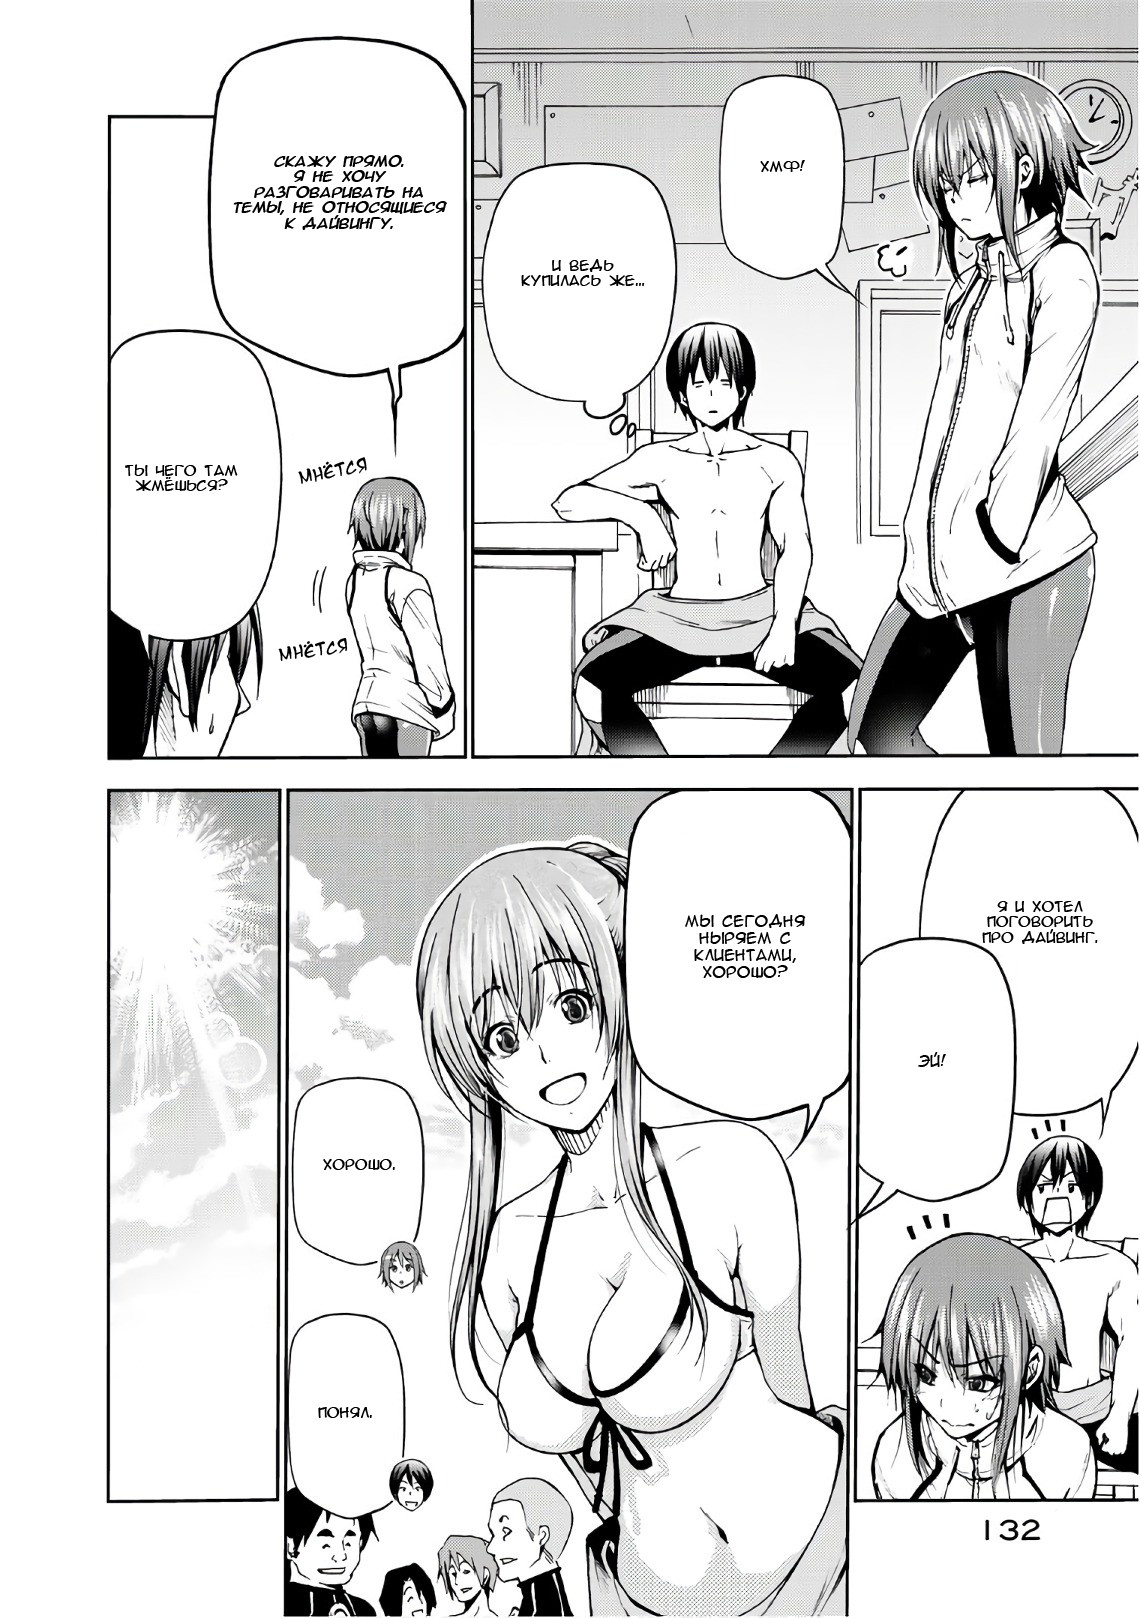 ХМФ!
И ВЕДЬ
КУПИЛАСЬ ЖЕ...
СКАЖУ ПРЯМО.
Я НЕ ХОЧУ
РАЗГОВАРИВАТЬ НА
ТЕМЫ, НЕ ОТНОСЯЩИЕСЯ
К ДАЙВИНГУ.
МНЁТСЯ
МНЁТСЯ
ТЫ ЧЕГО ТАМ
ЖМЁШЬСЯ?
Я И ХОТЕЛ
ПОГОВОРИТЬ
ПРО ДАЙВИНГ.
ЭЙ!
МЫ СЕГОДНЯ
НЫРЯЕМ С
КЛИЕНТАМИ,
ХОРОШО?
ХОРОШО.
ПОНЯЛ.
132